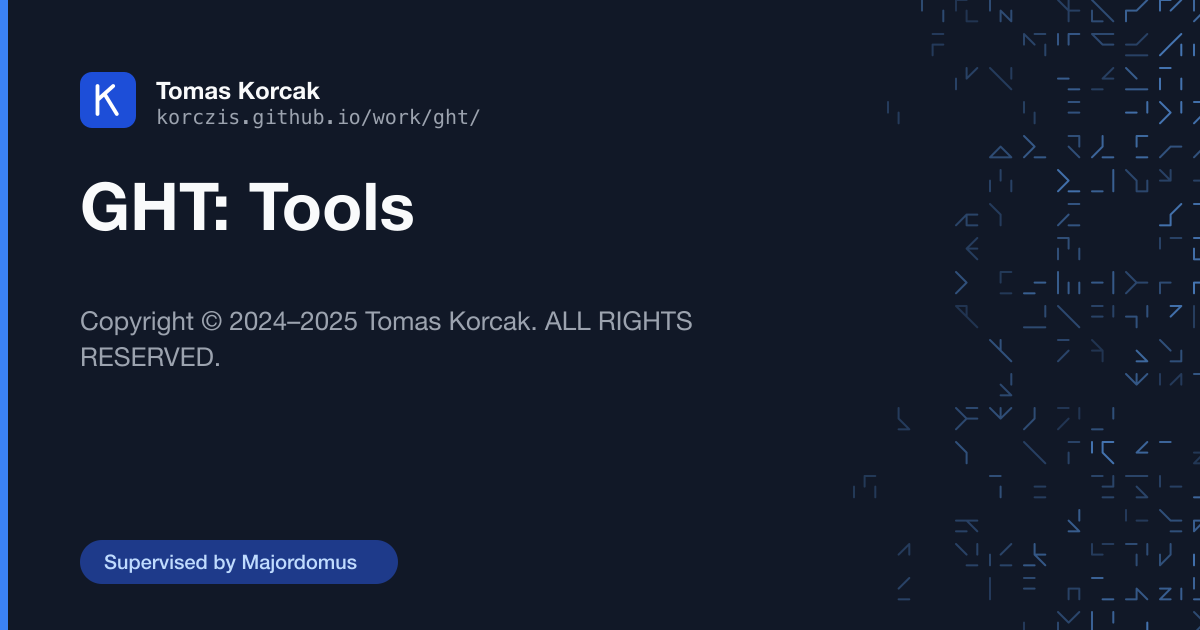 K
Tomas Korcak
korczis.github.io/work/ght/
GHT: Tools
Copyright © 2024–2025 Tomas Korcak. ALL RIGHTS
RESERVED.
Supervised by Majordomus